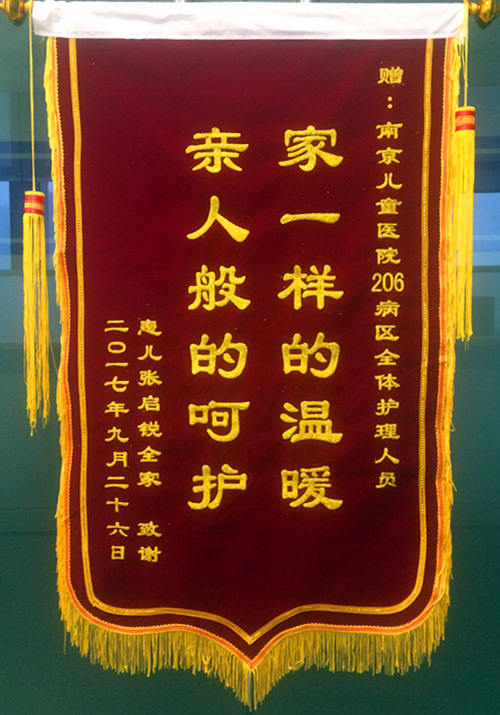 赠：南京儿童医院206病区全体护理人员
家一样的温暖
亲人般的呵护
患儿张启锐全家 致谢
二〇一七年九月二十六日